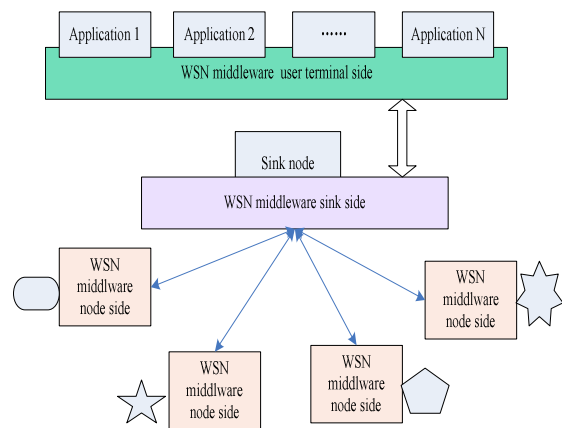 Application 1
Application 2
······
Application N
WSN middleware user terminal side
Sink node
WSN middleware sink side
WSN
middlware
node side
WSN
middlware
node side
WSN
middlware
node side
WSN
middlware
node side